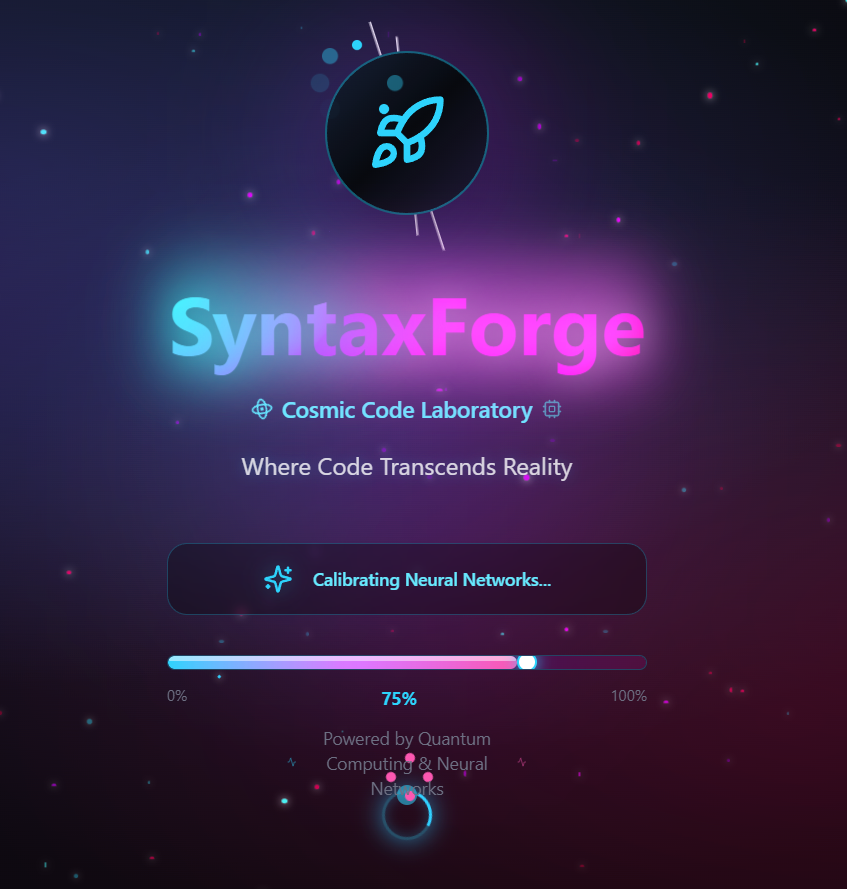 SyntaxForge
Cosmic Code Laboratory
Where Code Transcends Reality
Calibrating Neural Networks...
0%
75%
100%
Powered by Quantum
Computing & Neural
Networks